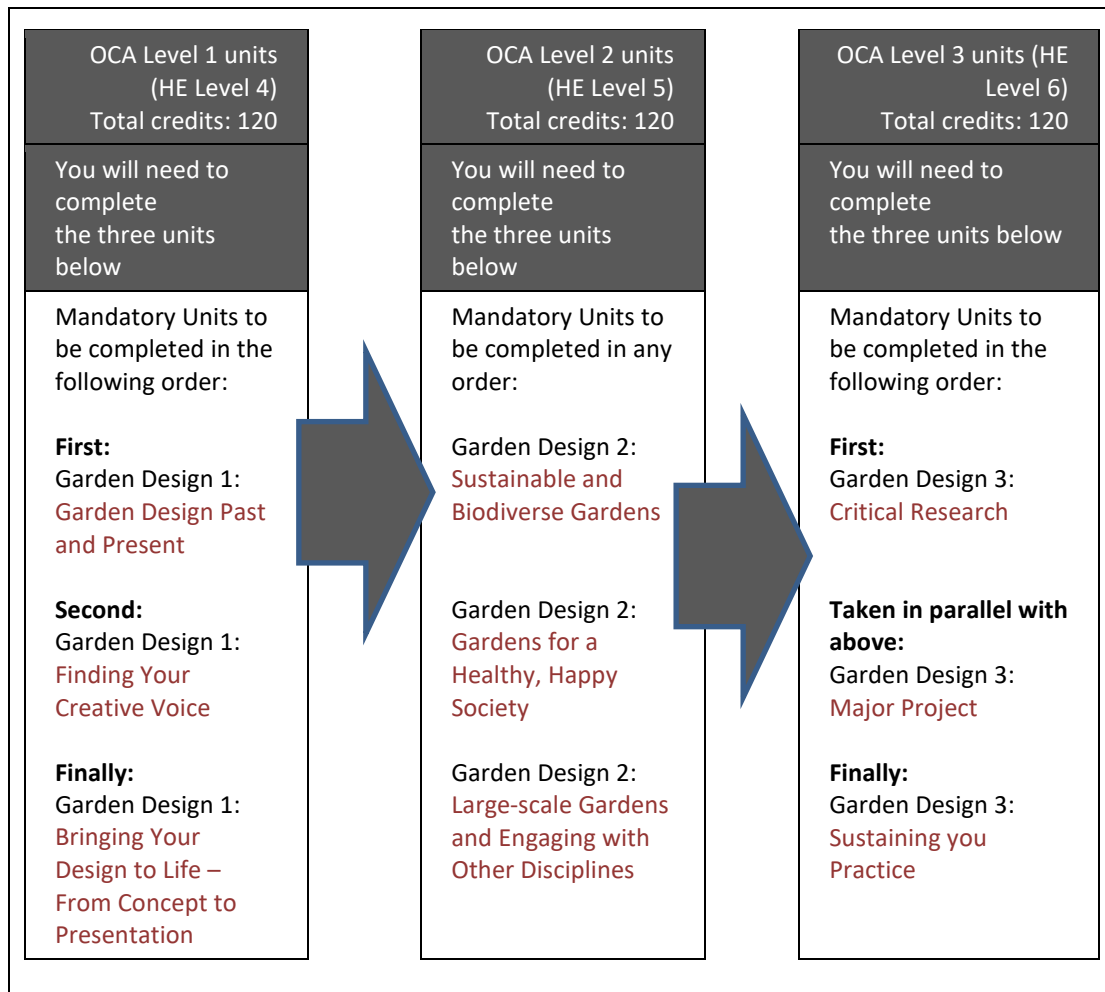 OCA Level 1 units
(HE Level 4)
Total credits: 120
You will need to
complete
the three units
below
Mandatory Units to
be completed in the
following order:
First:
Garden Design 1:
Garden Design Past
and Present
Second:
Garden Design 1:
Finding Your
Creative Voice
Finally:
Garden Design 1:
Bringing Your
Design to Life –
From Concept to
Presentation
OCA Level 2 units
(HE Level 5)
Total credits: 120
You will need to
complete
the three units
below
Mandatory Units to
be completed in any
order:
Garden Design 2:
Sustainable and
Biodiverse Gardens
Garden Design 2:
Gardens for a
Healthy, Happy
Society
Garden Design 2:
Large-scale Gardens
and Engaging with
Other Disciplines
OCA Level 3 units (HE
Level 6)
Total credits: 120
You will need to
complete
the three units below
Mandatory Units to
be completed in the
following order:
First:
Garden Design 3:
Critical Research
Taken in parallel with
above:
Garden Design 3:
Major Project
Finally:
Garden Design 3:
Sustaining you
Practice